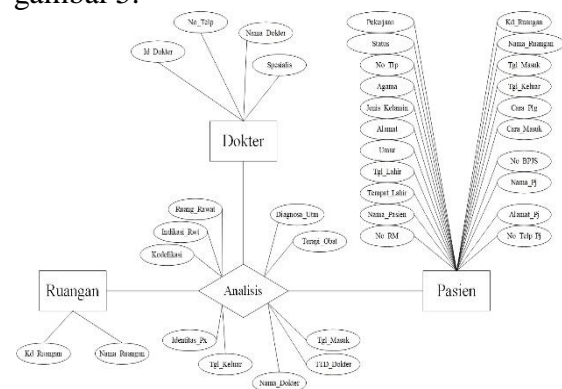 gambar 3.
No_Telp
Nama_Dokter
Id_Dokter
Spesialis
Dokter
Pekerjaan
Status
No_Tlp
Agama
Jenis_Kelamin
Alamat
Umur
Tgl_Lahir
Tempat_Lahir
Nama_Pasien
No_RM
Kd_Ruangan
Nama_Ruangan
Tgl_Masuk
Tgl_Keluar
Cara_Plg
Cara_Masuk
No_BPJS
Nama_Pj
Alamat_Pj
No_Telp_Pj
Ruang_Rawat
Indikasi_Rwt
Kodefikasi
Diagnosa_Utm
Terapi_Obat
Ruangan
Analisis
Pasien
Kd_Ruangan
Nama_Ruangan
Identitas_Px
Tgl_Keluar
Nama_Dokter
TTD_Dokter
Tgl_Masuk